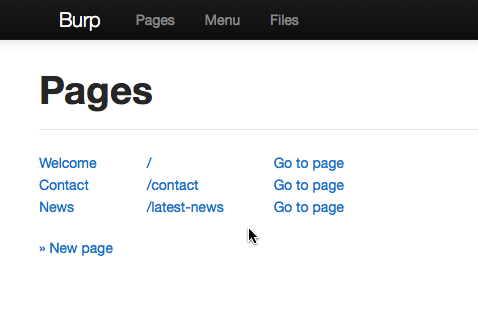 Burp Pages Menu Files
Pages
Welcome / Go to page
Contact /contact Go to page
News /latest-news Go to page
» New page